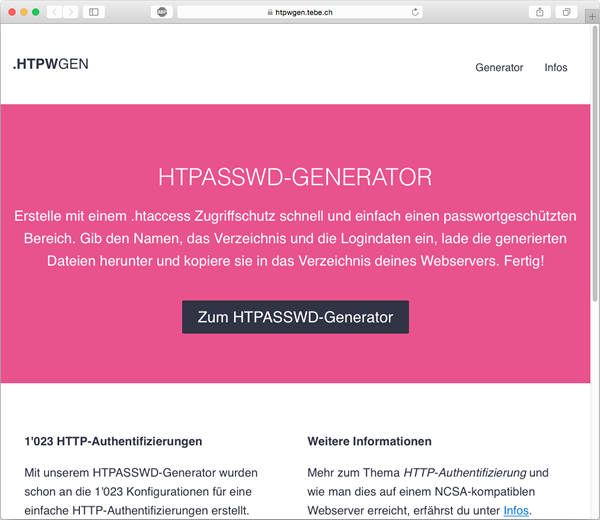 htpwgen.tebe.ch
ABP
.HTPWGEN
Generator Infos
HTPASSWD-GENERATOR
Erstelle mit einem .htaccess Zugriffschutz schnell und einfach einen passwortgeschützten
Bereich. Gib den Namen, das Verzeichnis und die Logindaten ein, lade die generierten
Dateien herunter und kopiere sie in das Verzeichnis deines Webservers. Fertig!
Zum HTPASSWD-Generator
1'023 HTTP-Authentifizierungen
Mit unserem HTPASSWD-Generator wurden
schon an die 1'023 Konfigurationen für eine
einfache HTTP-Authentifizierungen erstellt.
Weitere Informationen
Mehr zum Thema HTTP-Authentifizierung und
wie man dies auf einem NCSA-kompatiblen
Webserver erreicht, erfährst du unter Infos.